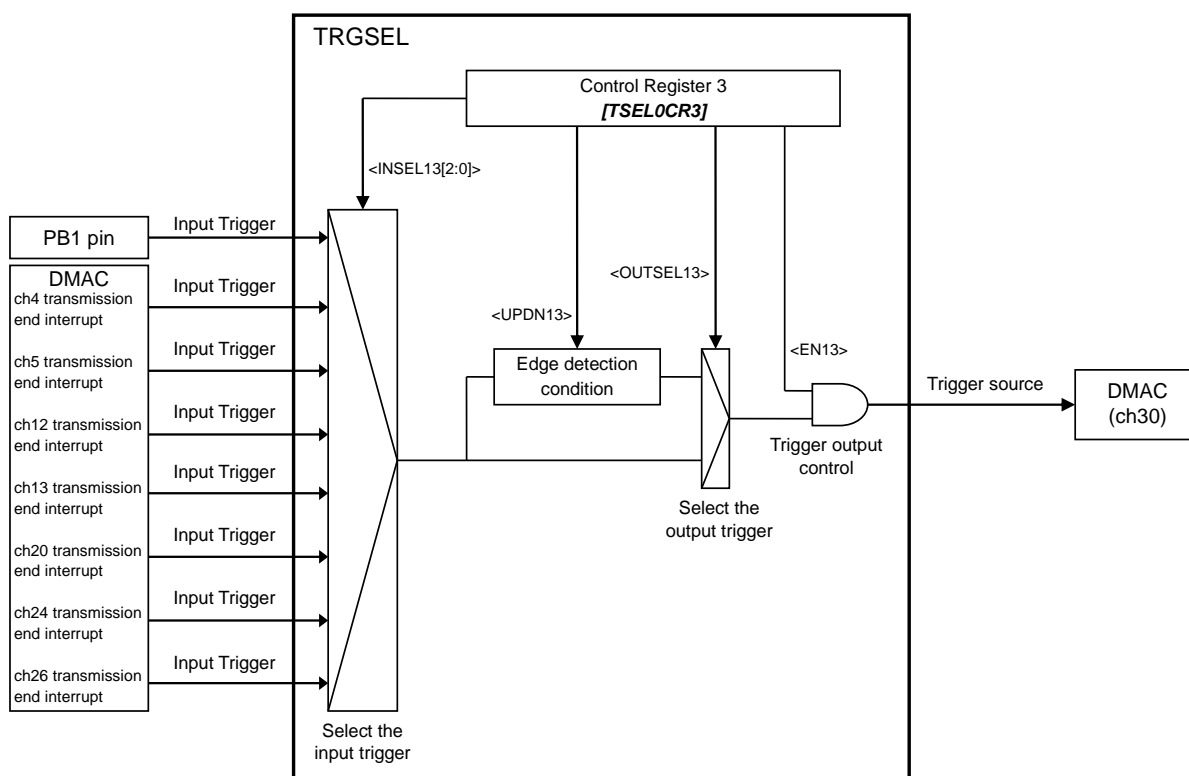 TRGSEL
Control Register 3
[TSEL0CR3]
<INSEL13[2:0]>
PB1 pin
Input Trigger
DMAC
ch4 transmission
end interrupt
Input Trigger
ch5 transmission
end interrupt
Input Trigger
ch12 transmission
end interrupt
Input Trigger
ch13 transmission
end interrupt
Input Trigger
ch20 transmission
end interrupt
Input Trigger
ch24 transmission
end interrupt
Input Trigger
ch26 transmission
end interrupt
Input Trigger
Select the
input trigger
<UPDN13>
Edge detection
condition
<OUTSEL13>
Select the
output trigger
<EN13>
Trigger output
control
Trigger source
DMAC
(ch30)